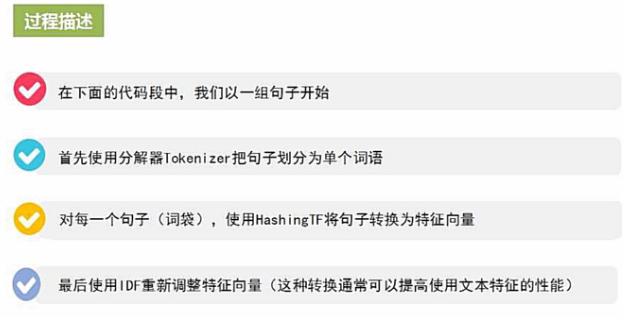 过程描述
在下面的代码段中，我们以一组句子开始
首先使用分解器Tokenizer把句子划分为单个词语
对每一个句子（词袋），使用HashingTF将句子转换为特征向量
最后使用IDF重新调整特征向量（这种转换通常可以提高使用文本特征的性能）